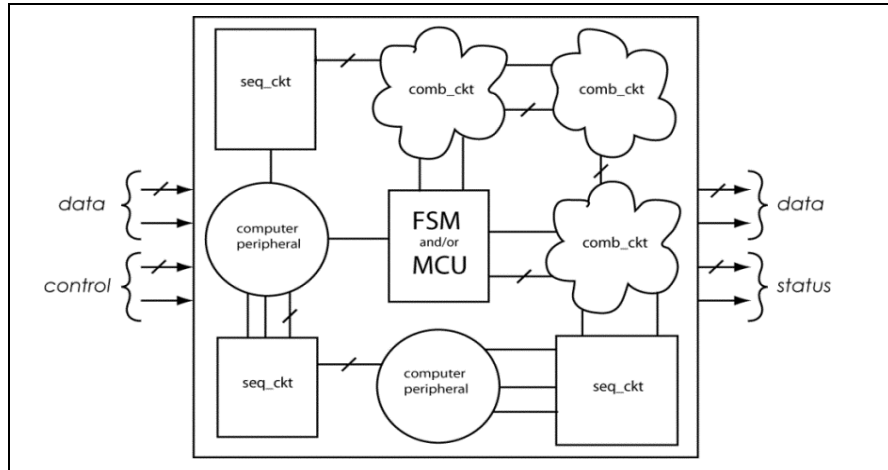 seq_ckt
comb_ckt
comb_ckt
data
control
computer
peripheral
FSM
and/or
MCU
comb_ckt
data
status
seq_ckt
computer
peripheral
seq_ckt